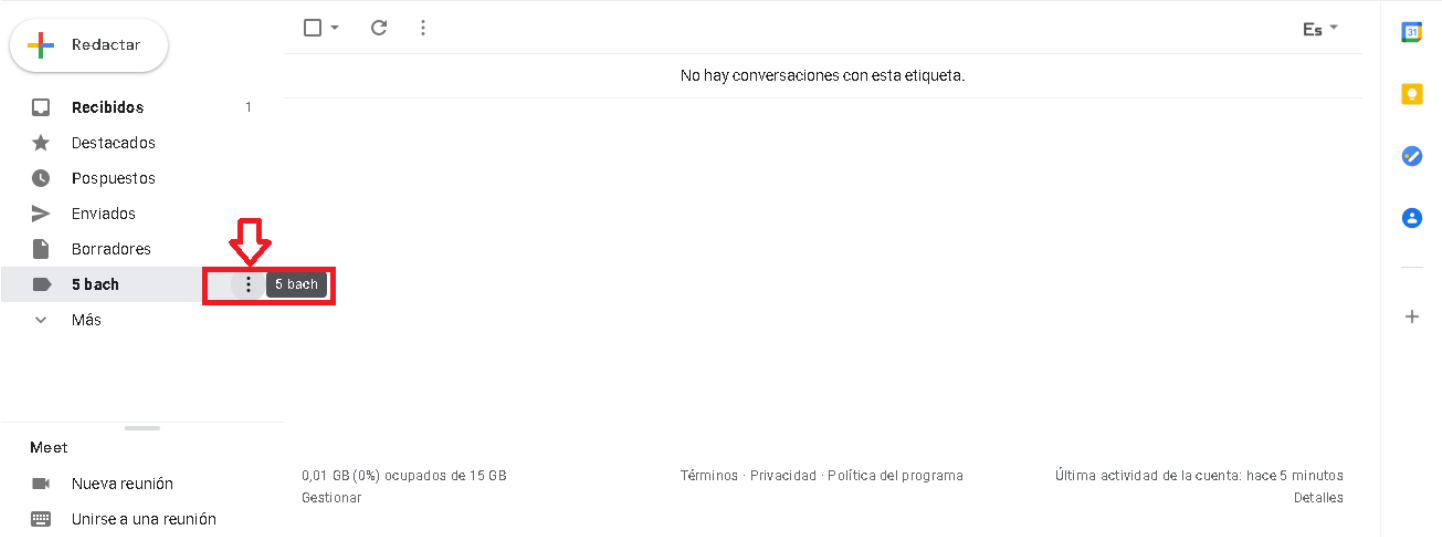 Redactar
Es
No hay conversaciones con esta etiqueta.
Recibidos 1
Destacados
Pospuestos
Enviados
Borradores
5 bach
5 bach
Más
Meet
Nueva reunión
Unirse a una reunión
0,01 GB (0%) ocupados de 15 GB
Gestionar
Términos · Privacidad · Política del programa
Última actividad de la cuenta: hace 5 minutos
Detalles
31